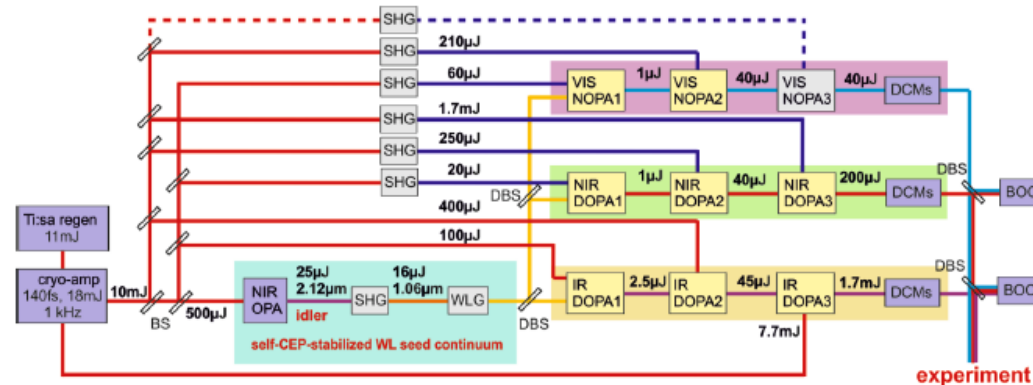 SHG
SHG 210µJ
SHG 60µJ
VIS NOPA1
1µJ
VIS NOPA2
40µJ
VIS NOPA3
40µJ
DCMs
SHG 1.7mJ
SHG 250µJ
SHG 20µJ
DBS
NIR DOPA1
1µJ
NIR DOPA2
40µJ
NIR DOPA3
200µJ
DCMs
DBS
BOC
400µJ
100µJ
Ti:sa regen
11mJ
cryo-amp
140fs, 18mJ
1 kHz
10mJ
BS
500µJ
NIR OPA
25µJ
2.12µm
idler
SHG
16µJ
1.06µm
WLG
self-CEP-stabilized WL seed continuum
DBS
IR DOPA1
2.5µJ
IR DOPA2
45µJ
IR DOPA3
1.7mJ
DCMs
7.7mJ
DBS
BOC
experiment